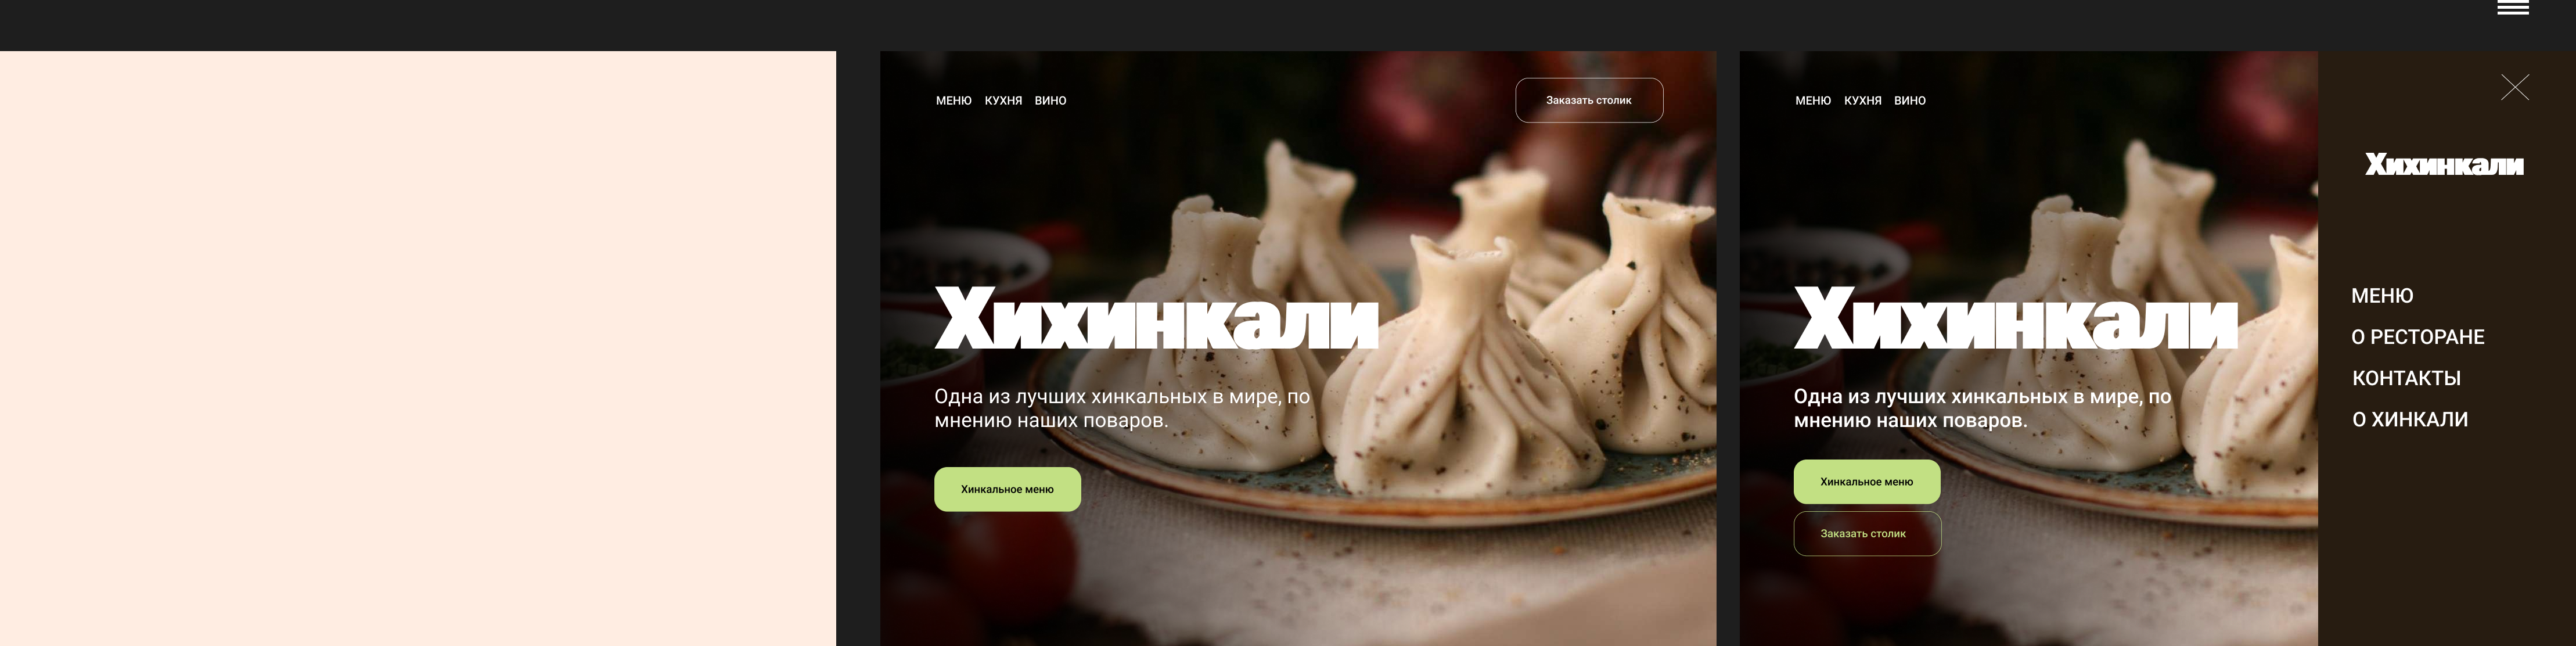 МЕНЮ КУХНЯ ВИНО
Заказать столик
Хихинкали
Одна из лучших хинкальных в мире, по
мнению наших поваров.
Хинкальное меню
МЕНЮ КУХНЯ ВИНО
Хихинкали
Одна из лучших хинкальных в мире, по
мнению наших поваров.
Хинкальное меню
Заказать столик
Хихинкали
МЕНЮ
О РЕСТОРАНЕ
КОНТАКТЫ
О ХИНКАЛИ